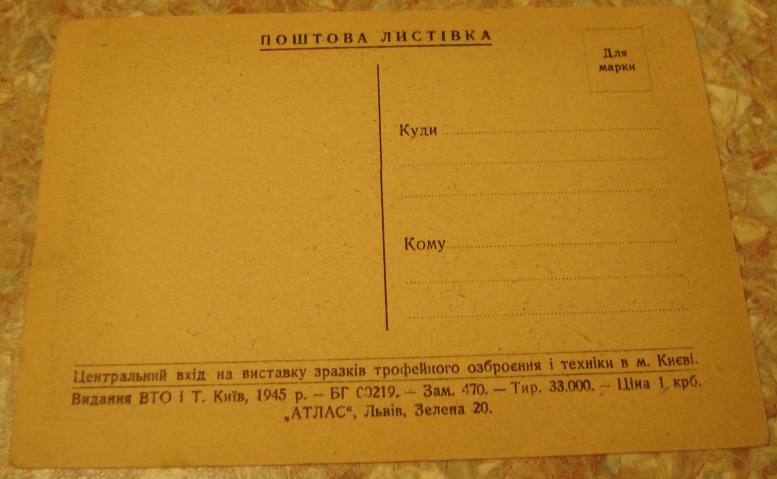 ПОШТОВА ЛИСТІВКА
Для
марки
Куди
Кому
Центральний вхід на виставку зразків трофейного озброєння і техніки в м. Києві.
Видання ВТО і Т. Київ, 1945 р. — БГ 00219. — Зам. 470. — Тир. 33.000. — Ціна 1 крб.
„АТЛАС“, Львів, Зелена 20.